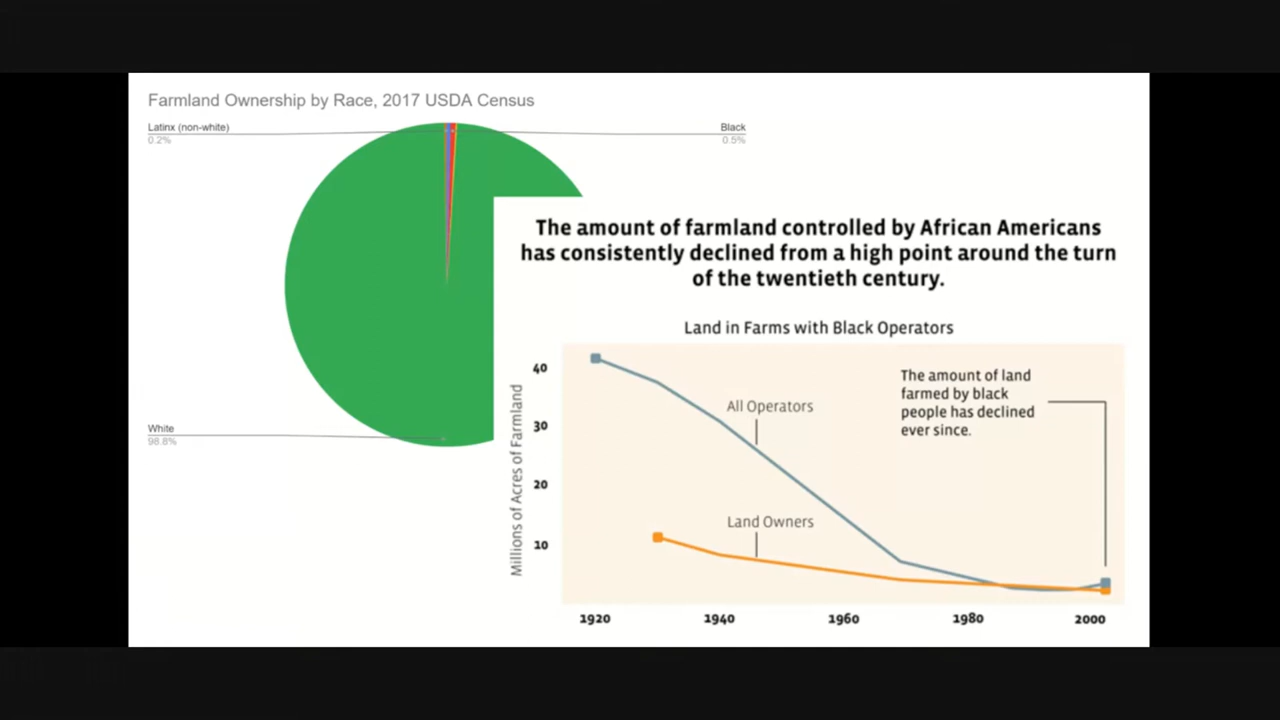 Farmland Ownership by Race, 2017 USDA Census
Latinx (non-white)
0.2%
Black
0.5%
White
98.8%
The amount of farmland controlled by African Americans
has consistently declined from a high point around the turn
of the twentieth century.
Land in Farms with Black Operators
Millions of Acres of Farmland
40
30
20
10
All Operators
Land Owners
The amount of land
farmed by black
people has declined
ever since.
1920
1940
1960
1980
2000